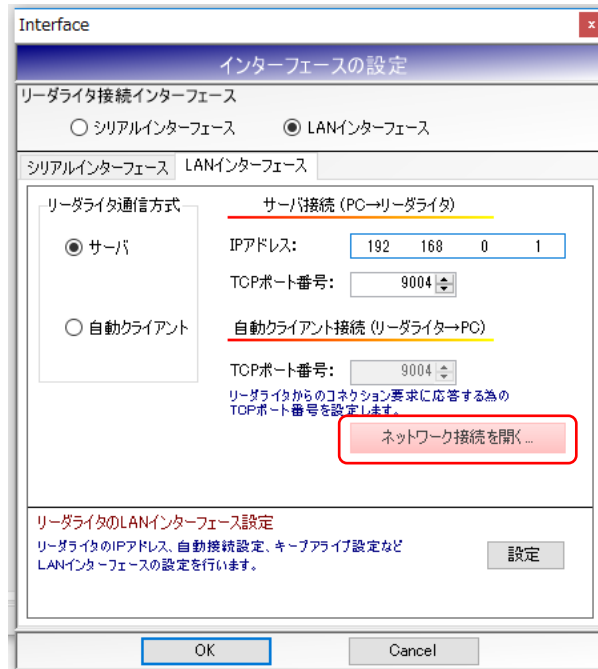 Interface
x
インターフェースの設定
リーダライタ接続インターフェース
シリアルインターフェース
LANインターフェース
シリアルインターフェース
LANインターフェース
リーダライタ通信方式
サーバ
自動クライアント
サーバ接続 (PC→リーダライタ)
IPアドレス: 192 168 0 1
TCPポート番号: 9004
自動クライアント接続 (リーダライタ→PC)
TCPポート番号: 9004
リーダライタからのコネクション要求に応答する為の
TCPポート番号を設定します。
ネットワーク接続を開く...
リーダライタのLANインターフェース設定
リーダライタのIPアドレス、自動接続設定、キープアライブ設定など
LANインターフェースの設定を行います。
設定
OK
Cancel